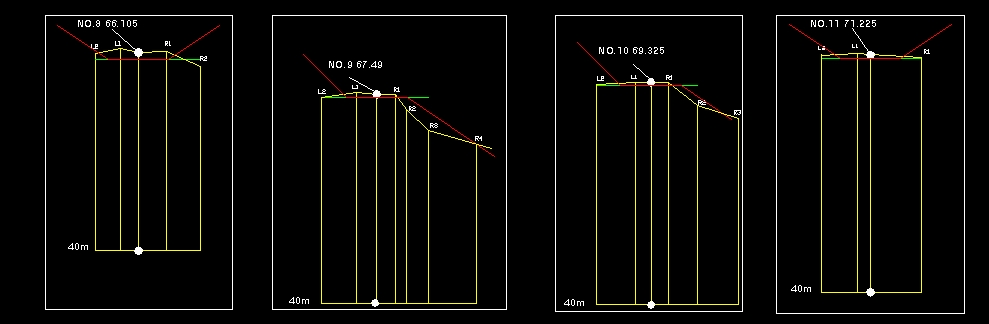 NO.8 66.105
L2 L1 R1 R2
40m
NO.9 67.49
L2 L1 R1 R2 R3 R4
40m
NO.10 69.325
L2 L1 R1 R2 R3
40m
NO.11 71.225
L2 L1 R1
40m